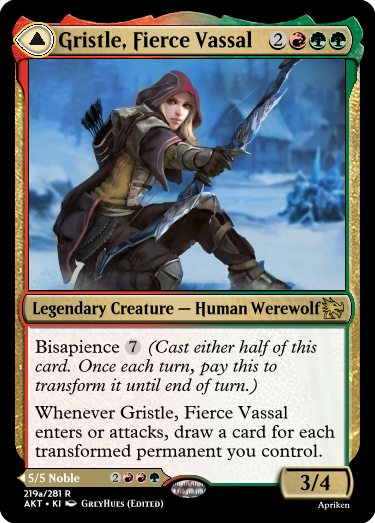 Gristle, Fierce Vassal 2
Legendary Creature — Human Werewolf
Bisapience 7 (Cast either half of this
card. Once each turn, pay this to
transform it until end of turn.)
Whenever Gristle, Fierce Vassal
enters or attacks, draw a card for each
transformed permanent you control.
5/5 Noble 2
3/4
219a/281 R
AKT • KI GreyHues (Edited)
Apriken